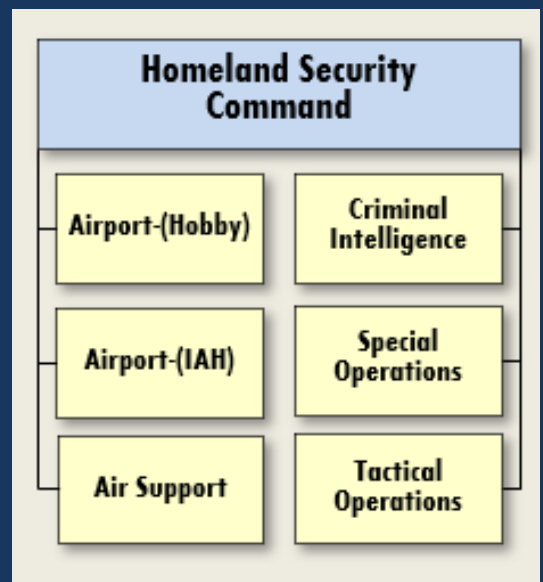 Homeland Security
Command
Airport-(Hobby)
Criminal
Intelligence
Airport-(IAH)
Special
Operations
Air Support
Tactical
Operations